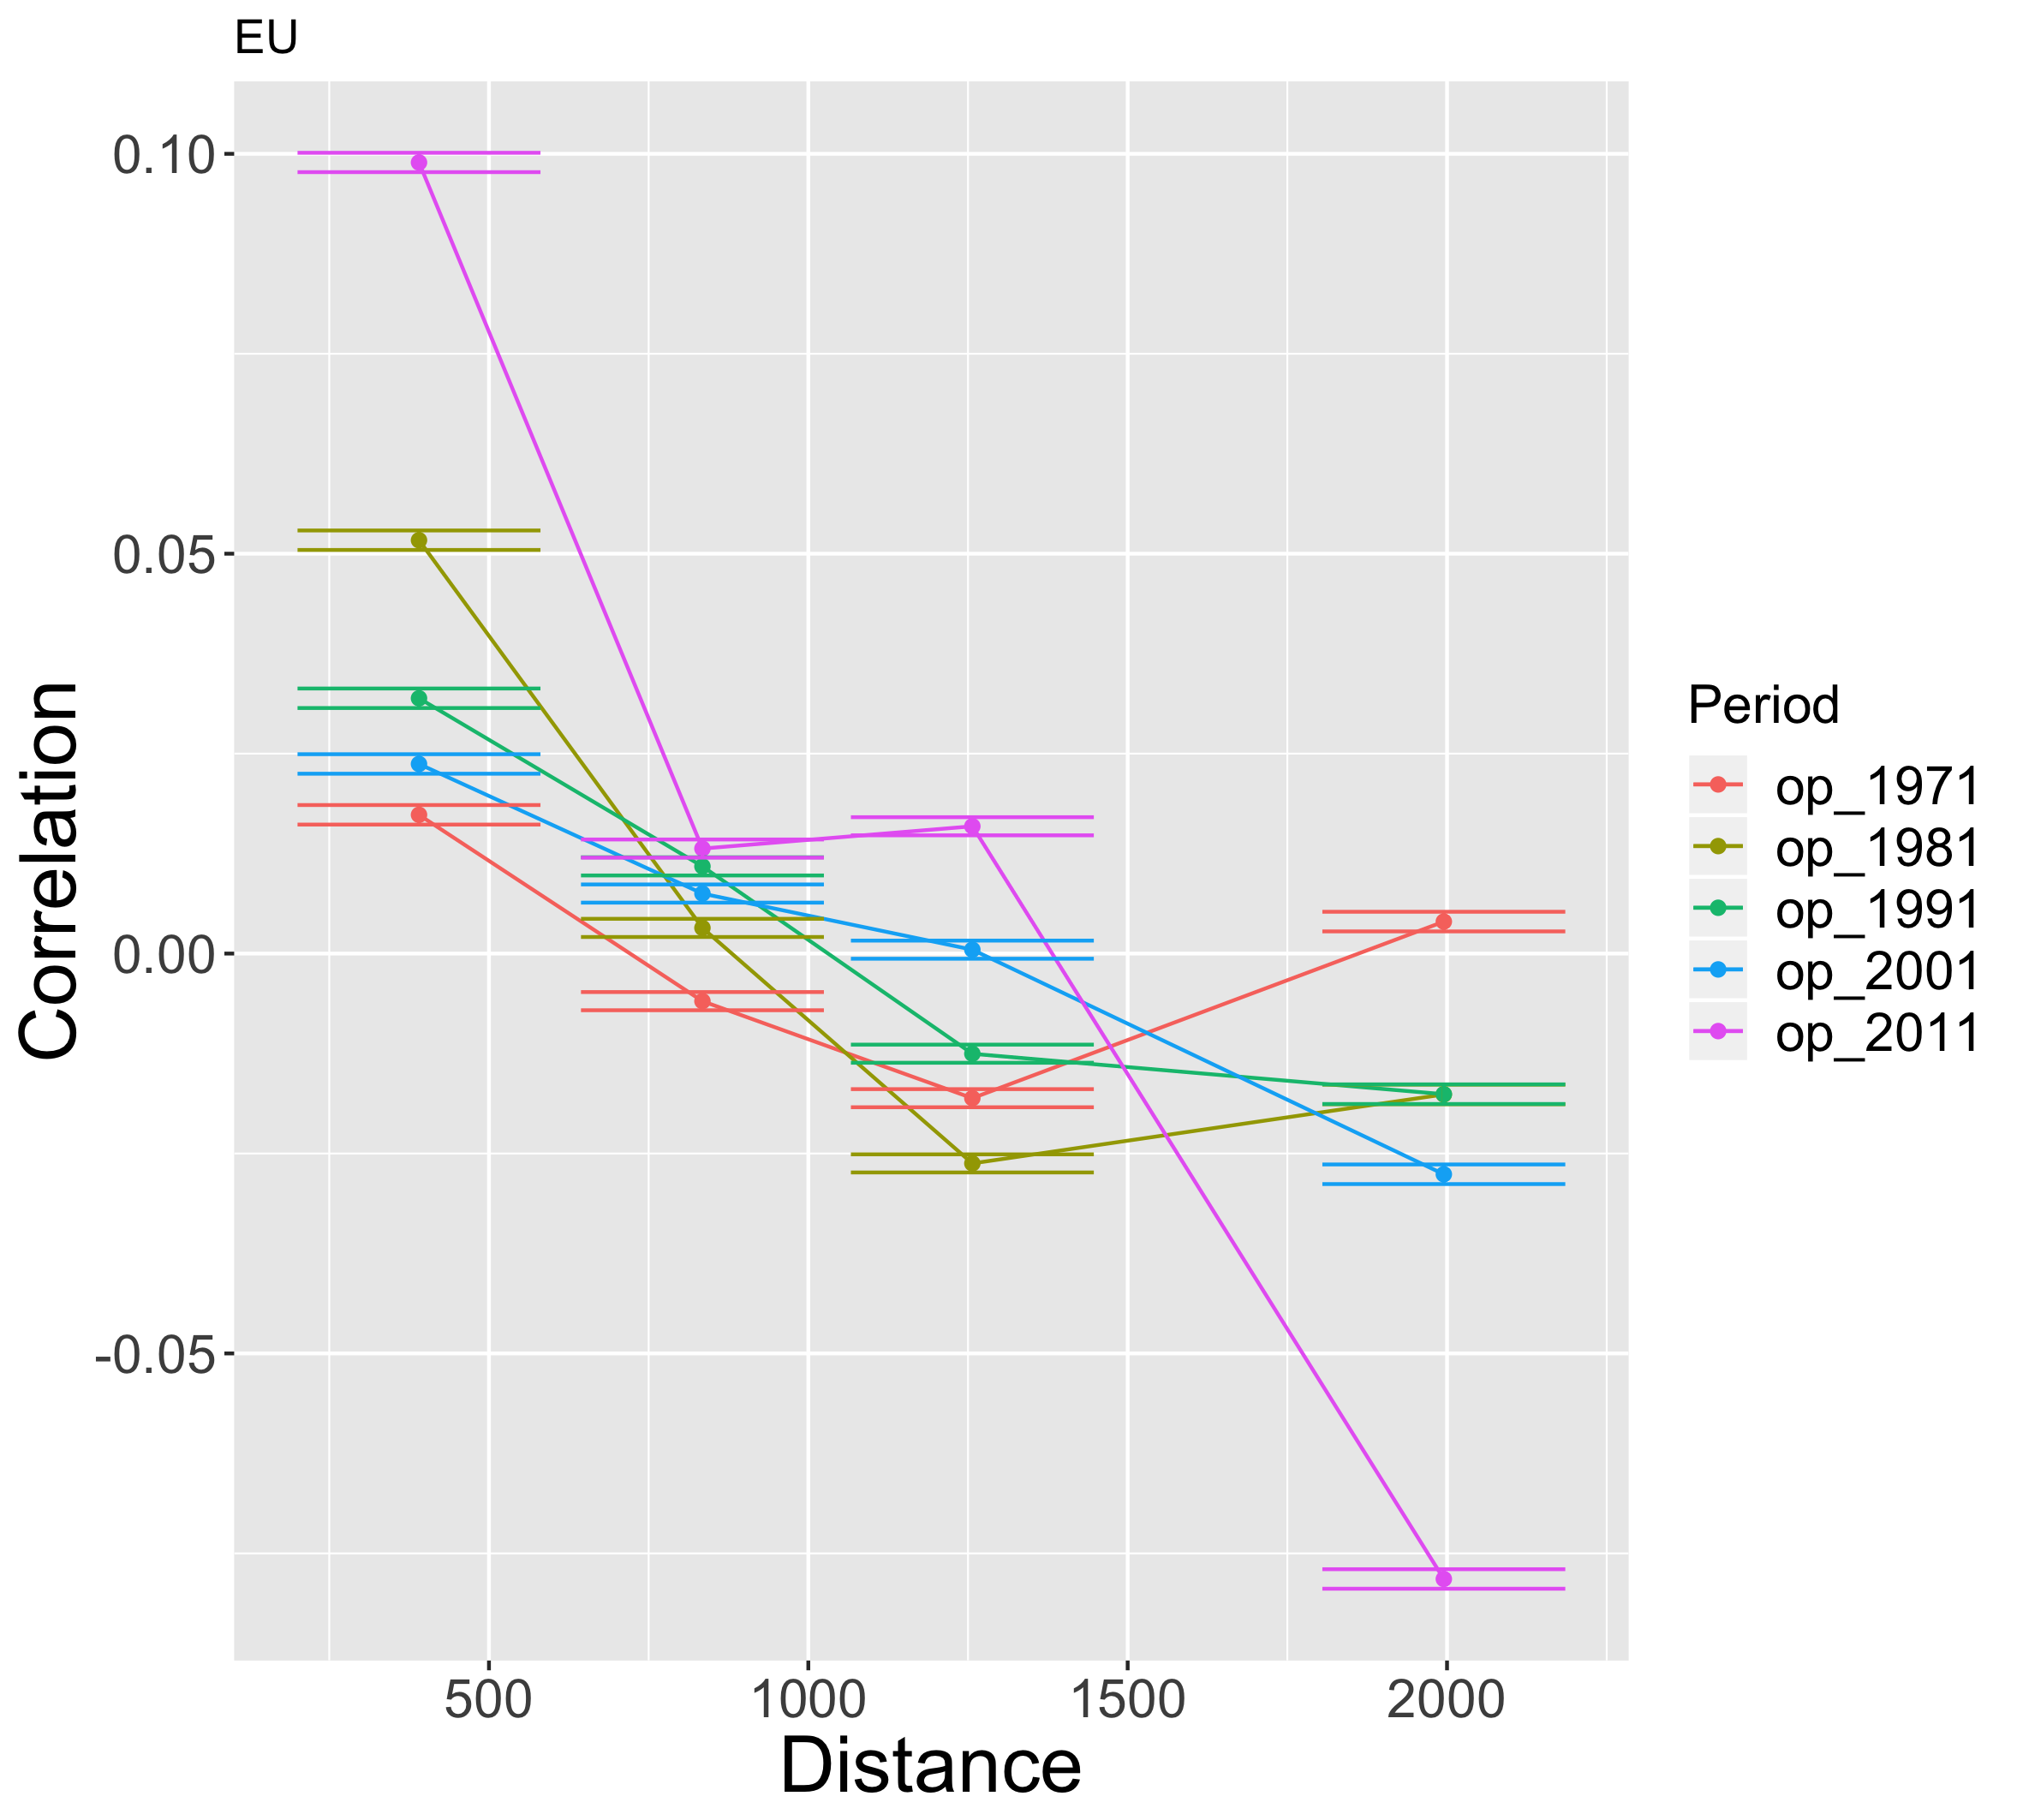 EU
0.10
0.05
0.00
-0.05
Correlation
500 1000 1500 2000
Distance
Period
op_1971
op_1981
op_1991
op_2001
op_2011